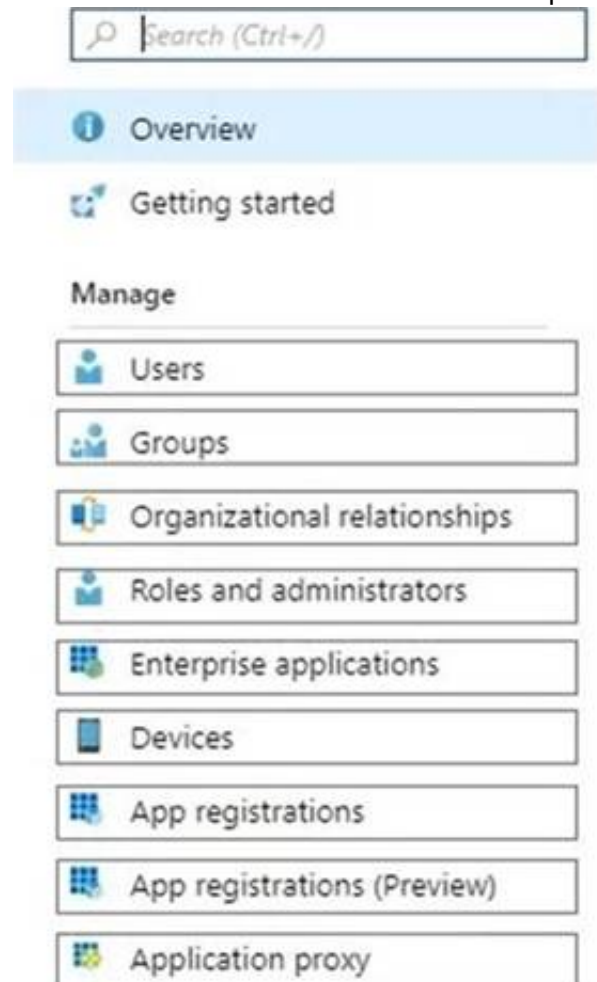 Search (Ctrl+/)
Overview
Getting started
Manage
Users
Groups
Organizational relationships
Roles and administrators
Enterprise applications
Devices
App registrations
App registrations (Preview)
Application proxy